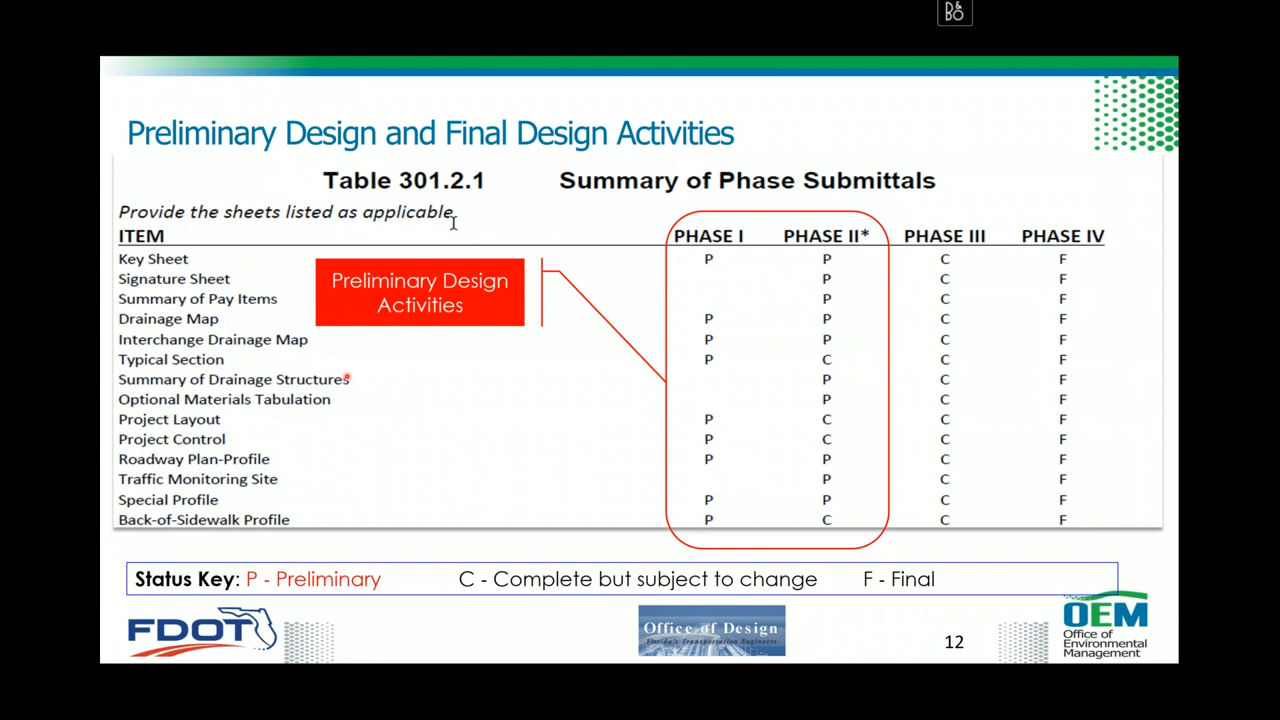 B&O
Preliminary Design and Final Design Activities
Table 301.2.1 Summary of Phase Submittals
Provide the sheets listed as applicable.
ITEM PHASE I PHASE II* PHASE III PHASE IV
Key Sheet P P C F
Signature Sheet P C F
Summary of Pay Items P C F
Drainage Map P P C F
Interchange Drainage Map P P C F
Typical Section P C C F
Summary of Drainage Structures P C F
Optional Materials Tabulation P C F
Project Layout P C C F
Project Control P C C F
Roadway Plan-Profile P P C F
Traffic Monitoring Site P C F
Special Profile P P C F
Back-of-Sidewalk Profile P C C F
Preliminary Design
Activities
Status Key: P - Preliminary C - Complete but subject to change F - Final
FDOT
Office of Design
Florida's Transportation Engineers
12
OEM
Office of
Environmental
Management